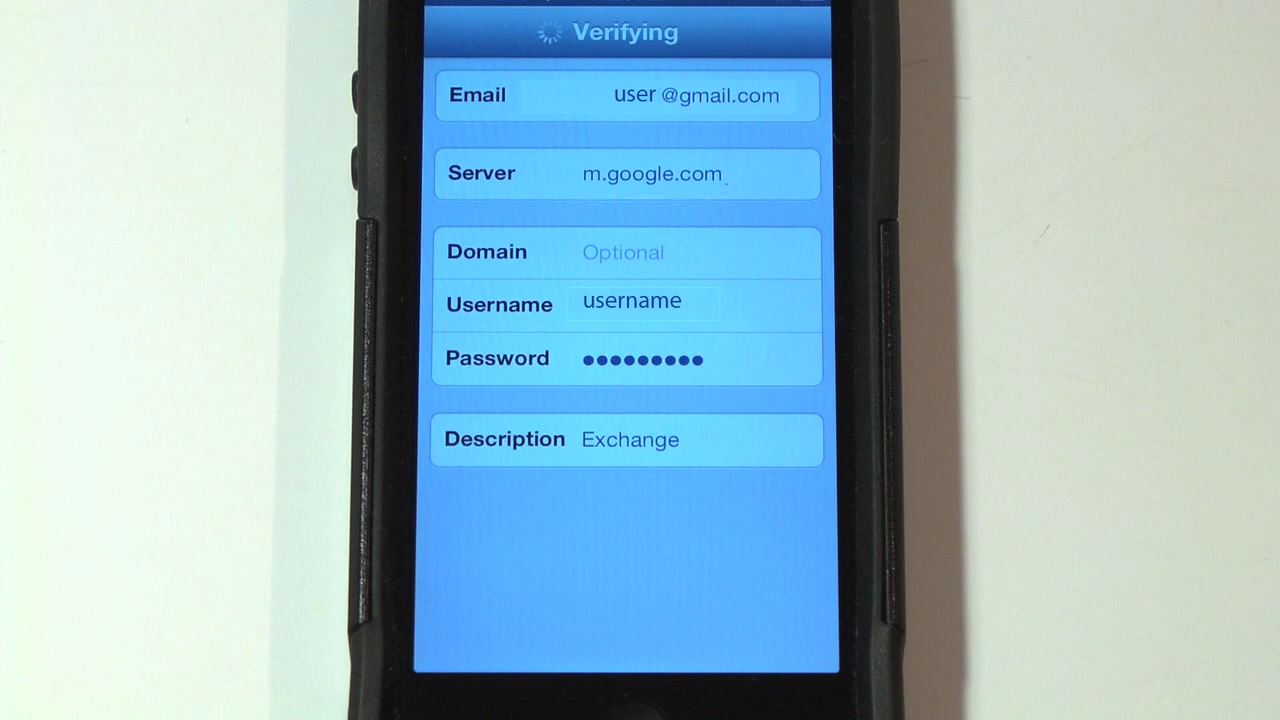 Verifying
Email user @gmail.com
Server m.google.com
Domain Optional
Username username
Password ●●●●●●●●●
Description Exchange